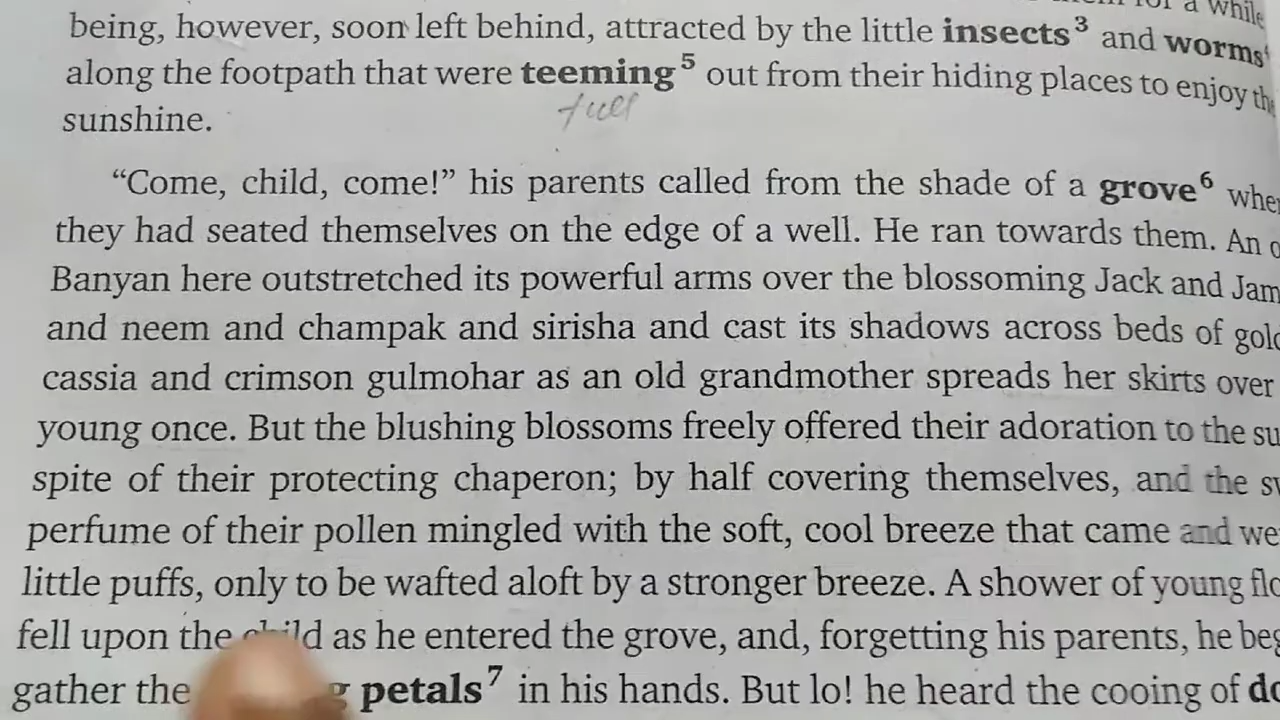 a while
being, however, soon left behind, attracted by the little insects³ and worms⁴
along the footpath that were teeming⁵ out from their hiding places to enjoy the
full
sunshine.
“Come, child, come!” his parents called from the shade of a grove⁶
they had seated themselves on the edge of a well. He ran towards them. An
Banyan here outstretched its powerful arms over the blossoming Jack and Jam
and neem and champak and sirisha and cast its shadows across beds of
cassia and crimson gulmohar as an old grandmother spreads her skirts over
young once. But the blushing blossoms freely offered their adoration to the
spite of their protecting chaperon; by half covering themselves, and the
perfume of their pollen mingled with the soft, cool breeze that came and we
little puffs, only to be wafted aloft by a stronger breeze. A shower of young
fell upon the child as he entered the grove, and, forgetting his parents, he beg
gather the petals⁷ in his hands. But lo! he heard the cooing of do